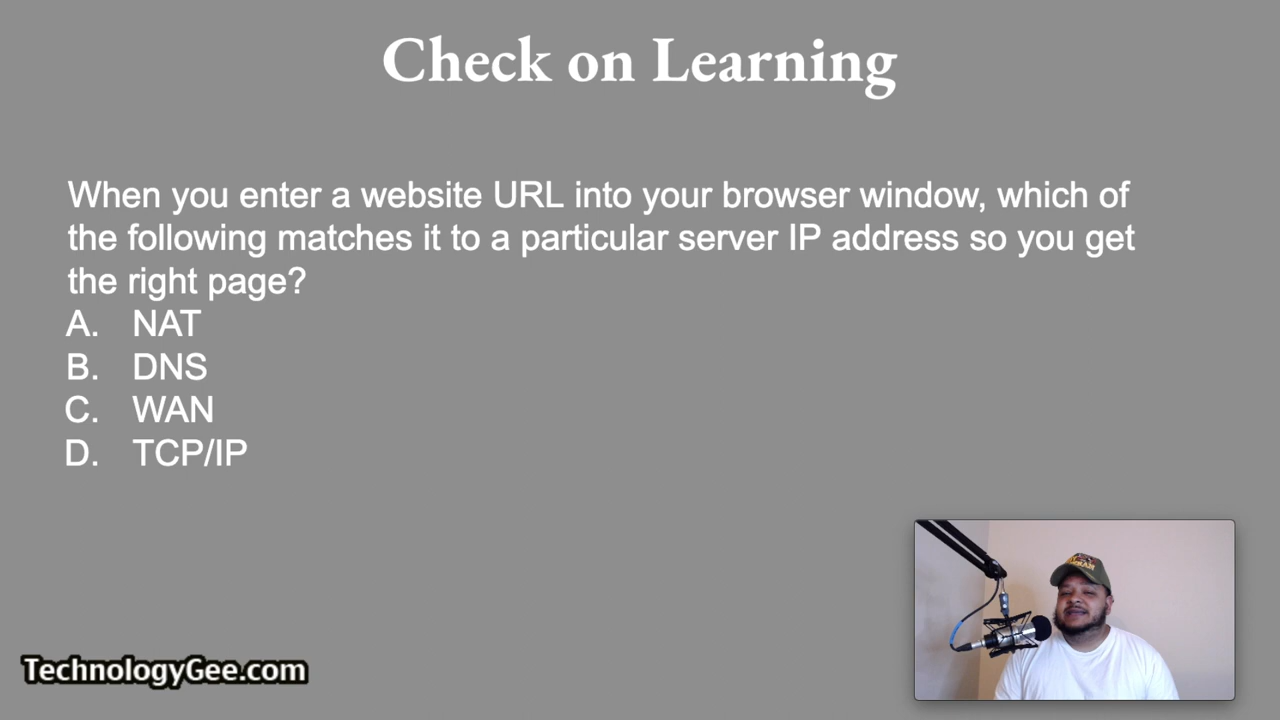 Check on Learning
When you enter a website URL into your browser window, which of
the following matches it to a particular server IP address so you get
the right page?
A. NAT
B. DNS
C. WAN
D. TCP/IP
TechnologyGee.com